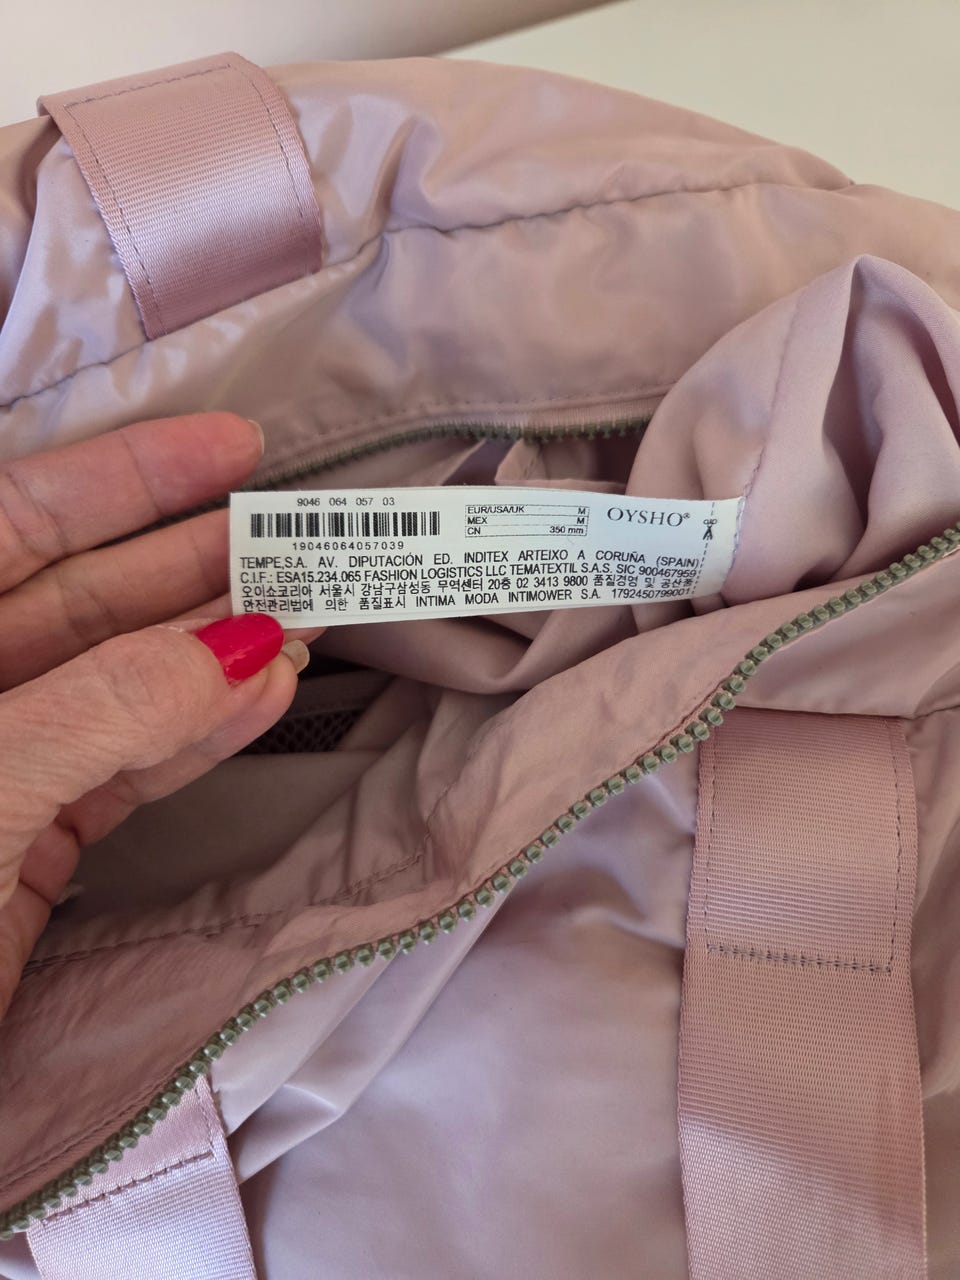 9046 064 057 03
19046064057039
EUR/USA/UK M
MEX M
CN 350 mm
OYSHO®
TEMPE,S.A. AV. DIPUTACIÓN ED. INDITEX ARTEIXO A CORUÑA (SPAIN)
C.I.F.: ESA15.234.065 FASHION LOGISTICS LLC TEMATEXTIL S.A.S. SIC 900467959
오이소코리아 서울시 강남구삼성동 무역센터 20층 02 3413 9800 품질경영 및 공산품
안전관리법에 의한 품질표시 INTIMA MODA INTIMOWER S.A. 1792450799001